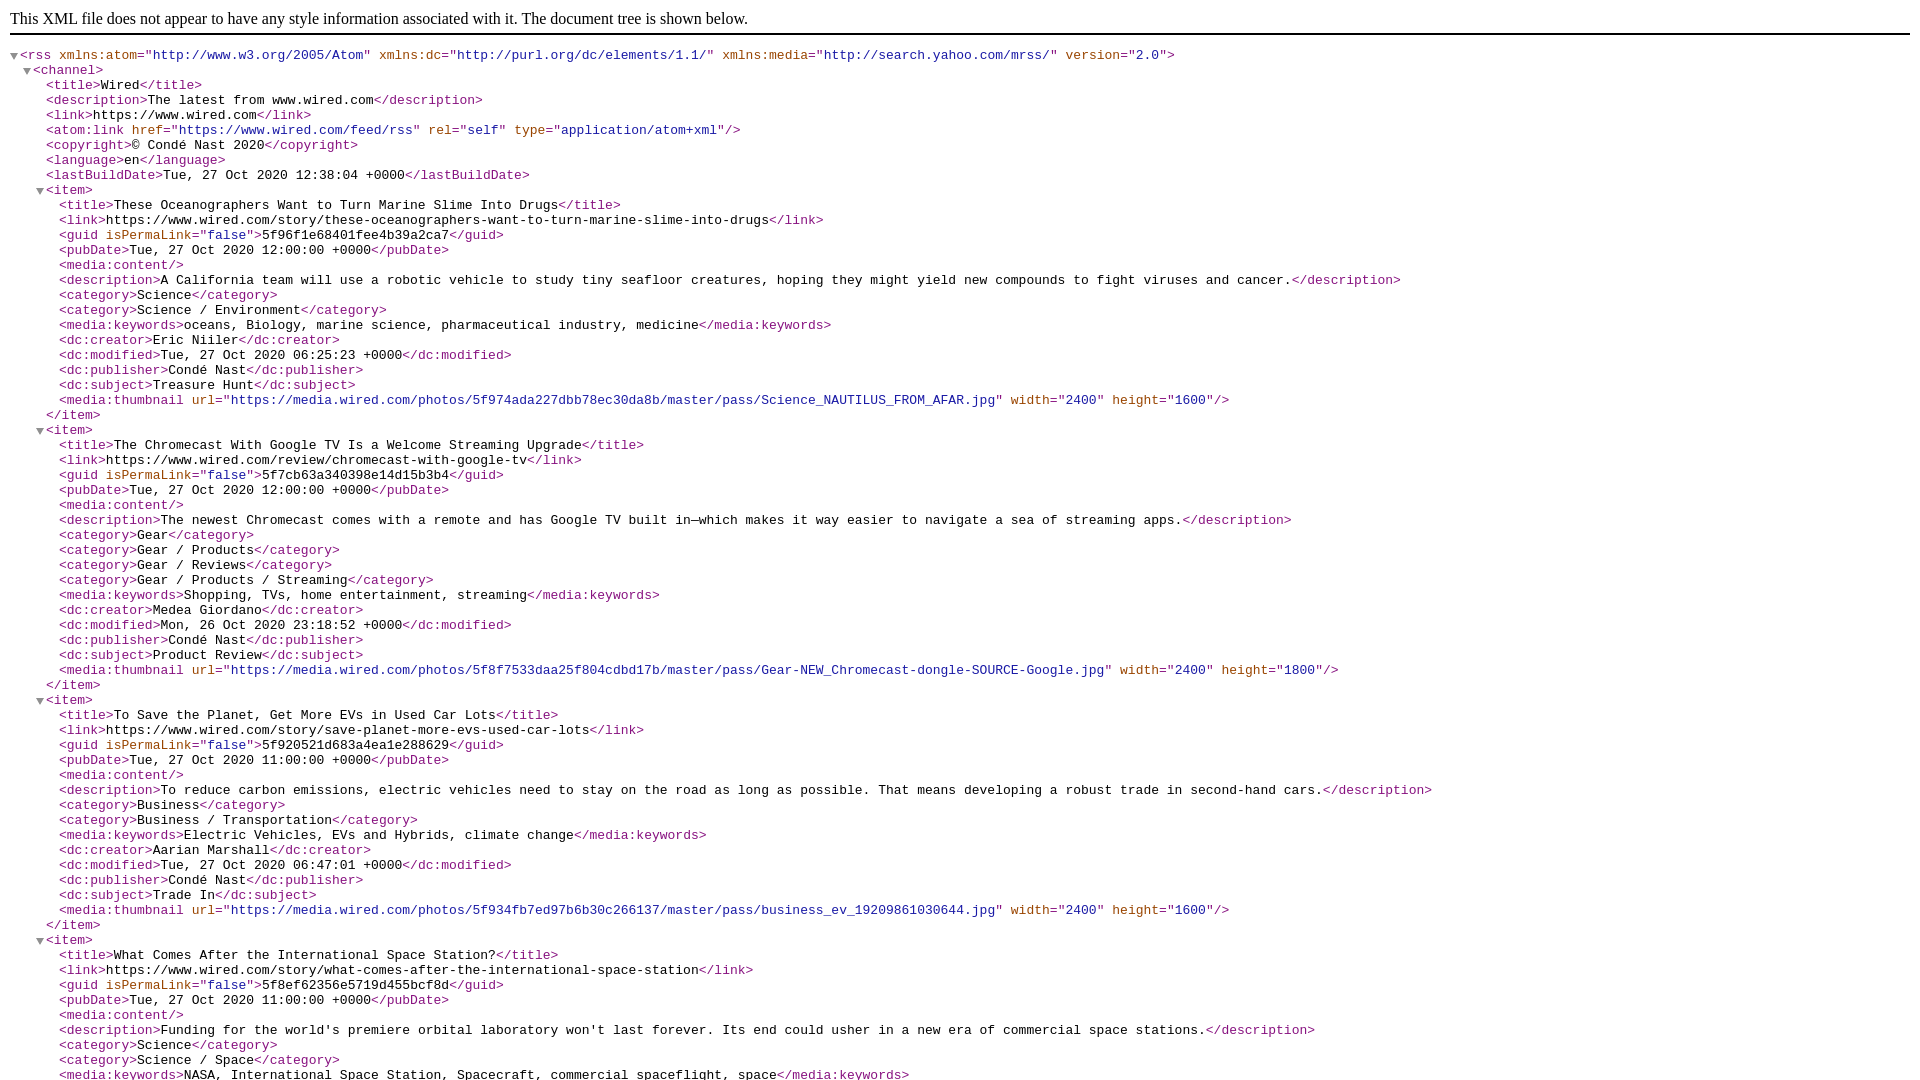 This XML file does not appear to have any style information associated with it. The document tree is shown below.
<rss xmlns:atom="http://www.w3.org/2005/Atom" xmlns:dc="http://purl.org/dc/elements/1.1/" xmlns:media="http://search.yahoo.com/mrss/" version="2.0">
<channel>
<title>Wired</title>
<description>The latest from www.wired.com</description>
<link>https://www.wired.com</link>
<atom:link href="https://www.wired.com/feed/rss" rel="self" type="application/atom+xml"/>
<copyright>© Condé Nast 2020</copyright>
<language>en</language>
<lastBuildDate>Tue, 27 Oct 2020 12:38:04 +0000</lastBuildDate>
<item>
<title>These Oceanographers Want to Turn Marine Slime Into Drugs</title>
<link>https://www.wired.com/story/these-oceanographers-want-to-turn-marine-slime-into-drugs</link>
<guid isPermaLink="false">5f96f1e68401fee4b39a2ca7</guid>
<pubDate>Tue, 27 Oct 2020 12:00:00 +0000</pubDate>
<media:content/>
<description>A California team will use a robotic vehicle to study tiny seafloor creatures, hoping they might yield new compounds to fight viruses and cancer.</description>
<category>Science</category>
<category>Science / Environment</category>
<media:keywords>oceans, Biology, marine science, pharmaceutical industry, medicine</media:keywords>
<dc:creator>Eric Niiler</dc:creator>
<dc:modified>Tue, 27 Oct 2020 06:25:23 +0000</dc:modified>
<dc:publisher>Condé Nast</dc:publisher>
<dc:subject>Treasure Hunt</dc:subject>
<media:thumbnail url="https://media.wired.com/photos/5f974ada227dbb78ec30da8b/master/pass/Science_NAUTILUS_FROM_AFAR.jpg" width="2400" height="1600"/>
</item>
<item>
<title>The Chromecast With Google TV Is a Welcome Streaming Upgrade</title>
<link>https://www.wired.com/review/chromecast-with-google-tv</link>
<guid isPermaLink="false">5f7cb63a340398e14d15b3b4</guid>
<pubDate>Tue, 27 Oct 2020 12:00:00 +0000</pubDate>
<media:content/>
<description>The newest Chromecast comes with a remote and has Google TV built in—which makes it way easier to navigate a sea of streaming apps.</description>
<category>Gear</category>
<category>Gear / Products</category>
<category>Gear / Reviews</category>
<category>Gear / Products / Streaming</category>
<media:keywords>Shopping, TVs, home entertainment, streaming</media:keywords>
<dc:creator>Medea Giordano</dc:creator>
<dc:modified>Mon, 26 Oct 2020 23:18:52 +0000</dc:modified>
<dc:publisher>Condé Nast</dc:publisher>
<dc:subject>Product Review</dc:subject>
<media:thumbnail url="https://media.wired.com/photos/5f8f7533daa25f804cdbd17b/master/pass/Gear-NEW_Chromecast-dongle-SOURCE-Google.jpg" width="2400" height="1800"/>
</item>
<item>
<title>To Save the Planet, Get More EVs in Used Car Lots</title>
<link>https://www.wired.com/story/save-planet-more-evs-used-car-lots</link>
<guid isPermaLink="false">5f920521d683a4ea1e288629</guid>
<pubDate>Tue, 27 Oct 2020 11:00:00 +0000</pubDate>
<media:content/>
<description>To reduce carbon emissions, electric vehicles need to stay on the road as long as possible. That means developing a robust trade in second-hand cars.</description>
<category>Business</category>
<category>Business / Transportation</category>
<media:keywords>Electric Vehicles, EVs and Hybrids, climate change</media:keywords>
<dc:creator>Aarian Marshall</dc:creator>
<dc:modified>Tue, 27 Oct 2020 06:47:01 +0000</dc:modified>
<dc:publisher>Condé Nast</dc:publisher>
<dc:subject>Trade In</dc:subject>
<media:thumbnail url="https://media.wired.com/photos/5f934fb7ed97b6b30c266137/master/pass/business_ev_19209861030644.jpg" width="2400" height="1600"/>
</item>
<item>
<title>What Comes After the International Space Station?</title>
<link>https://www.wired.com/story/what-comes-after-the-international-space-station</link>
<guid isPermaLink="false">5f8ef62356e5719d455bcf8d</guid>
<pubDate>Tue, 27 Oct 2020 11:00:00 +0000</pubDate>
<media:content/>
<description>Funding for the world's premiere orbital laboratory won't last forever. Its end could usher in a new era of commercial space stations.</description>
<category>Science</category>
<category>Science / Space</category>
<media:keywords>NASA, International Space Station, Spacecraft, commercial spaceflight, space</media:keywords>